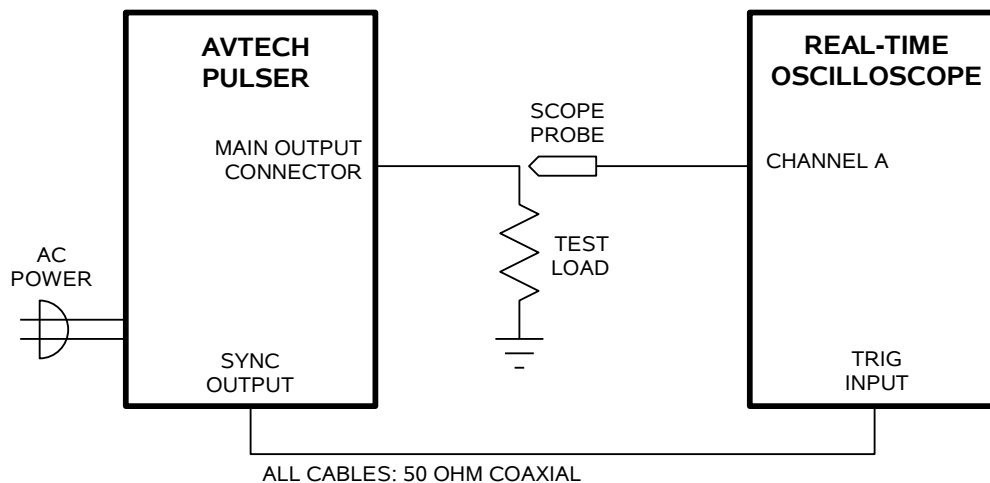 AVTECH
PULSER
MAIN OUTPUT
CONNECTOR
AC
POWER
SYNC
OUTPUT
SCOPE
PROBE
TEST
LOAD
REAL-TIME
OSCILLOSCOPE
CHANNEL A
TRIG
INPUT
ALL CABLES: 50 OHM COAXIAL